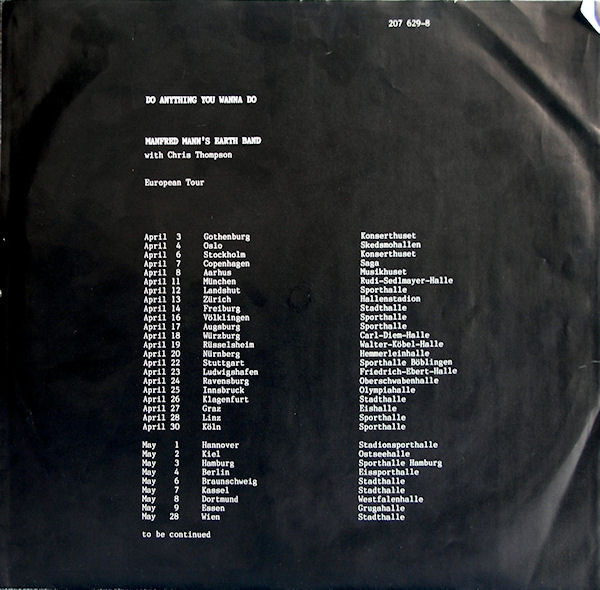 207 629-8
DO ANYTHING YOU WANNA DO
MANFRED MANN'S EARTH BAND
with Chris Thompson
European Tour
April 3 Gothenburg Konserthuset
April 4 Oslo Skedsmohallen
April 6 Stockholm Konserthuset
April 7 Copenhagen Saga
April 8 Aarhus Musikhuset
April 11 München Rudi-Sedlmayer-Halle
April 12 Landshut Sporthalle
April 13 Zürich Hallenstadion
April 14 Freiburg Stadthalle
April 16 Völklingen Sporthalle
April 17 Augsburg Sporthalle
April 18 Würzburg Carl-Diem-Halle
April 19 Rüsselsheim Walter-Köbel-Halle
April 20 Nürnberg Hemmerleinhalle
April 22 Stuttgart Sporthalle Böblingen
April 23 Ludwigshafen Friedrich-Ebert-Halle
April 24 Ravensburg Oberschwabenhalle
April 25 Innsbruck Olympiahalle
April 26 Klagenfurt Stadthalle
April 27 Graz Eishalle
April 28 Linz Sporthalle
April 30 Köln Sporthalle
May 1 Hannover Stadionsporthalle
May 2 Kiel Ostseehalle
May 3 Hamburg Sporthalle Hamburg
May 4 Berlin Eissporthalle
May 6 Braunschweig Stadthalle
May 7 Kassel Stadthalle
May 8 Dortmund Westfalenhalle
May 9 Essen Grugahalle
May 28 Wien Stadthalle
to be continued